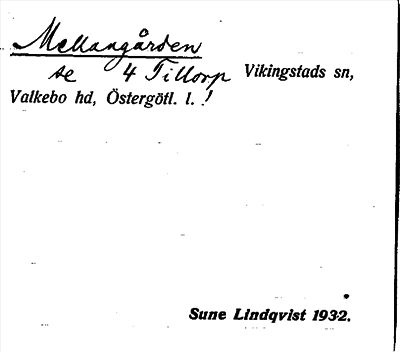 Mellangården
se 4 Tillorp Vikingstads sn,
Valkebo hd, Östergötl. l. !
Sune Lindqvist 1932.